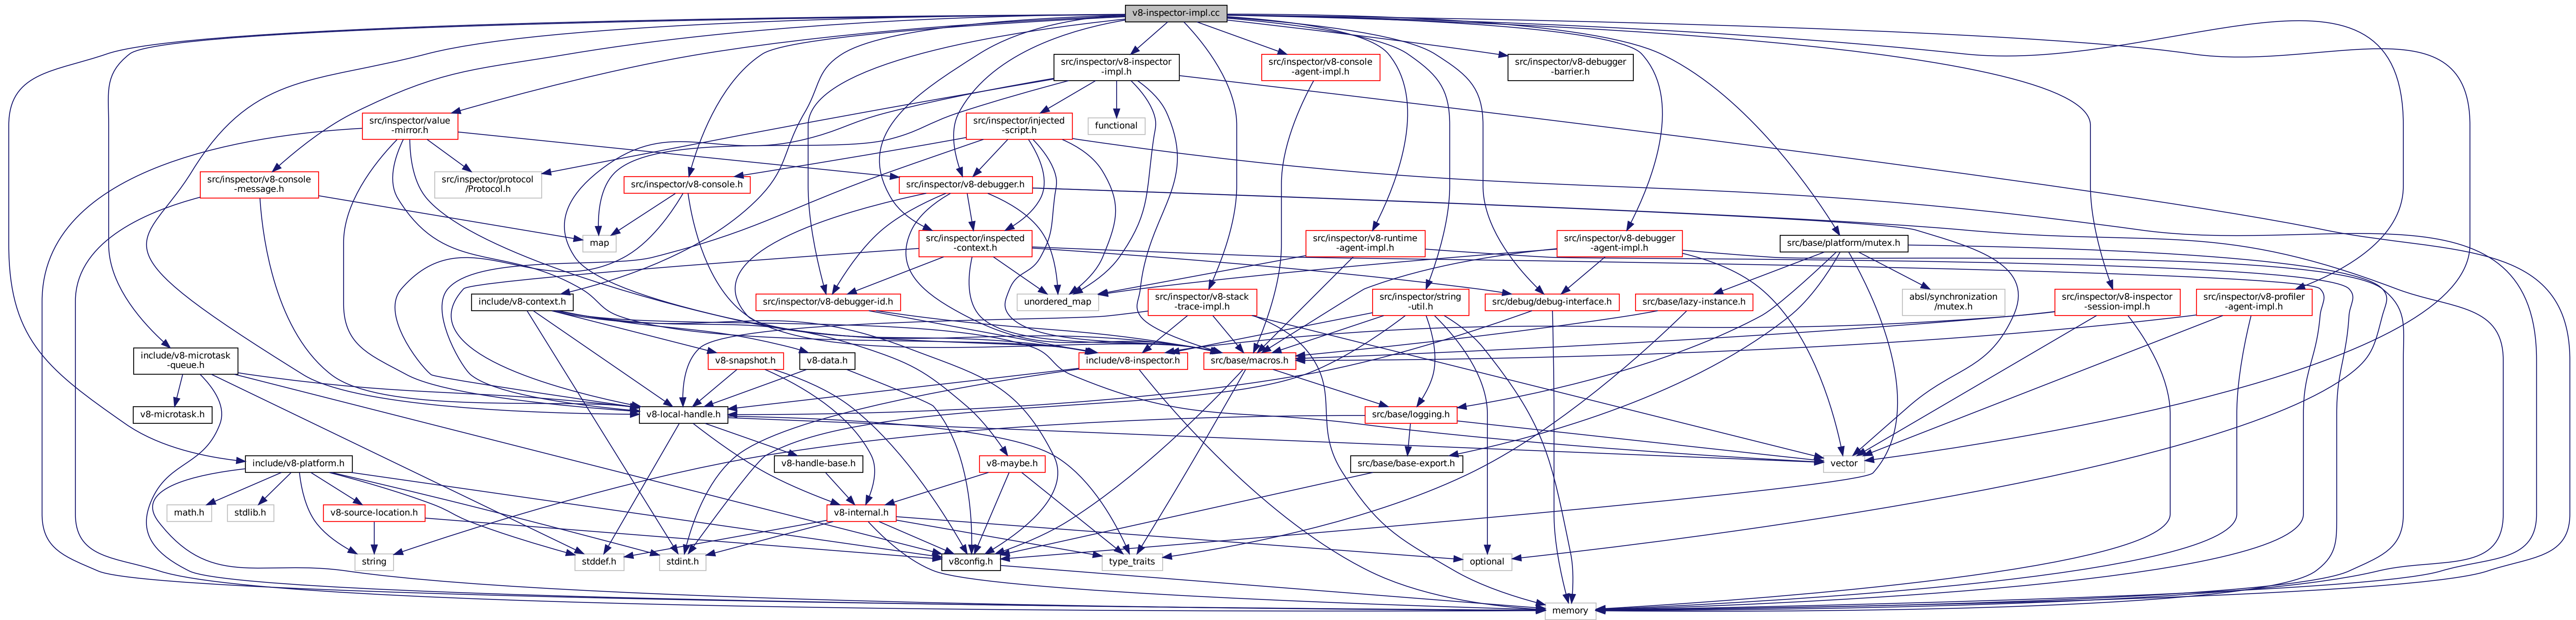 v8-inspector-impl.cc
src/inspector/v8-inspector
-impl.h
src/inspector/v8-console
-agent-impl.h
src/inspector/v8-debugger
-barrier.h
src/inspector/value
-mirror.h
src/inspector/injected
-script.h
functional
src/inspector/v8-console
-message.h
src/inspector/protocol
/Protocol.h
src/inspector/v8-console.h
src/inspector/v8-debugger.h
map
src/inspector/inspected
-context.h
src/inspector/v8-runtime
-agent-impl.h
src/inspector/v8-debugger
-agent-impl.h
src/base/platform/mutex.h
include/v8-context.h
src/inspector/v8-debugger-id.h
unordered_map
src/inspector/v8-stack
-trace-impl.h
src/inspector/string
-util.h
src/debug/debug-interface.h
src/base/lazy-instance.h
absl/synchronization
/mutex.h
src/inspector/v8-inspector
-session-impl.h
src/inspector/v8-profiler
-agent-impl.h
include/v8-microtask
-queue.h
v8-snapshot.h
v8-data.h
include/v8-inspector.h
src/base/macros.h
v8-microtask.h
v8-local-handle.h
src/base/logging.h
include/v8-platform.h
v8-handle-base.h
v8-maybe.h
src/base/base-export.h
vector
math.h
stdlib.h
v8-source-location.h
v8-internal.h
string
stddef.h
stdint.h
v8config.h
type_traits
optional
memory